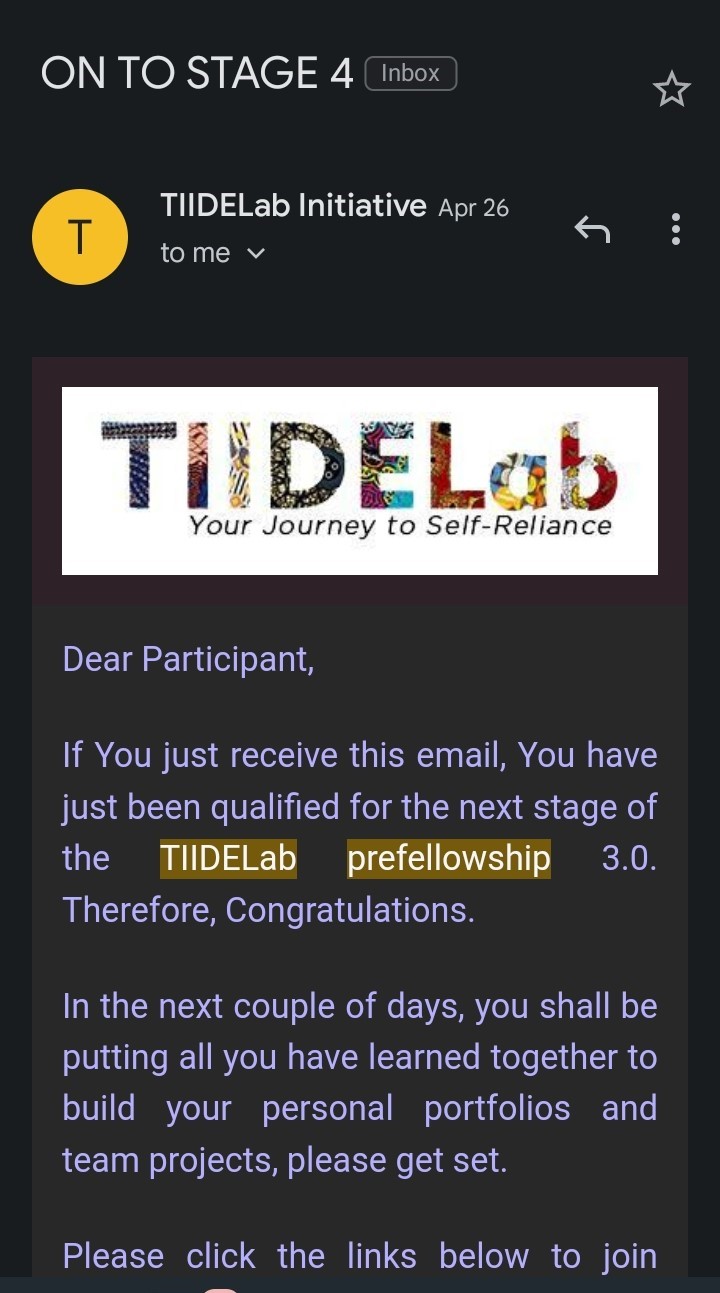 ON TO STAGE 4 Inbox
T
TIIDELab Initiative Apr 26
to me
TIIDELab
Your Journey to Self-Reliance
Dear Participant,
If You just receive this email, You have
just been qualified for the next stage of
the TIIDELab prefellowship 3.0.
Therefore, Congratulations.
In the next couple of days, you shall be
putting all you have learned together to
build your personal portfolios and
team projects, please get set.
Please click the links below to join